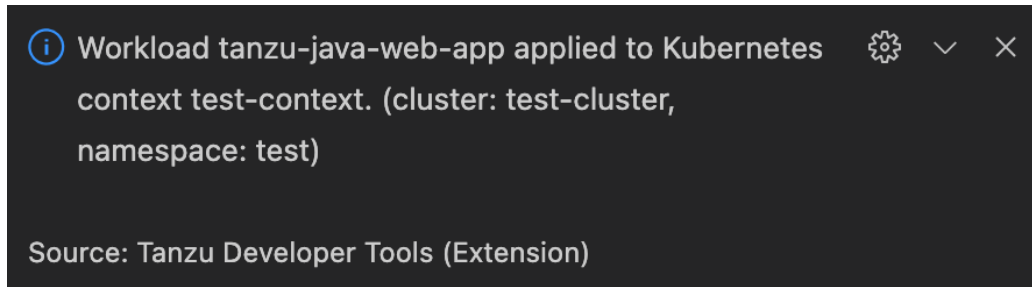 Workload tanzu-java-web-app applied to Kubernetes
context test-context. (cluster: test-cluster,
namespace: test)
Source: Tanzu Developer Tools (Extension)